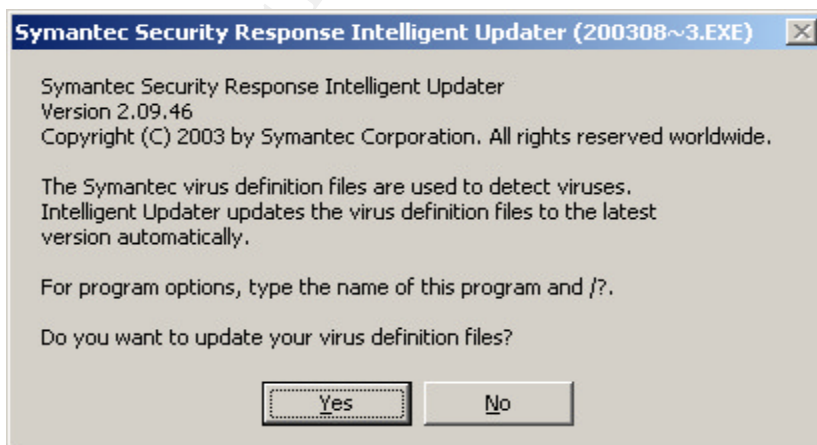 Symantec Security Response Intelligent Updater (200308~3.EXE)
Symantec Security Response Intelligent Updater
Version 2.09.46
Copyright (C) 2003 by Symantec Corporation. All rights reserved worldwide.
The Symantec virus definition files are used to detect viruses.
Intelligent Updater updates the virus definition files to the latest
version automatically.
For program options, type the name of this program and /?.
Do you want to update your virus definition files?
Yes No